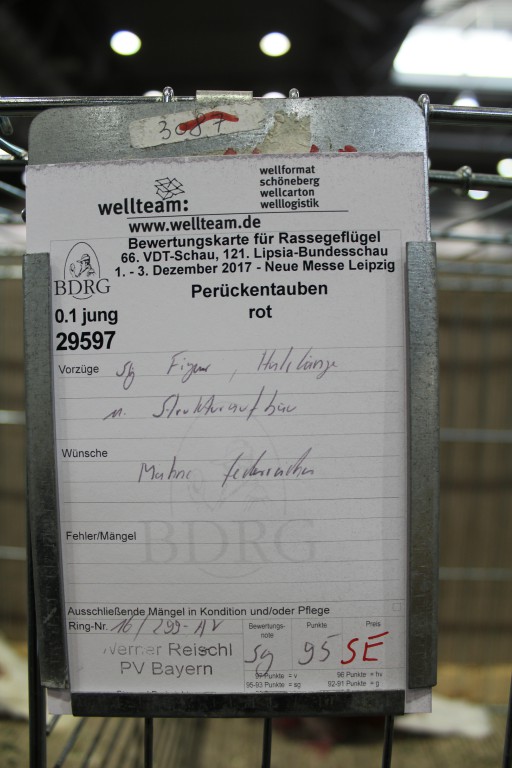 3087
wellteam:
wellformat
schöneberg
wellcarton
welllogistik
www.wellteam.de
BDRG
Bewertungskarte für Rassegeflügel
66. VDT-Schau, 121. Lipsia-Bundesschau
1. - 3. Dezember 2017 - Neue Messe Leipzig
0.1 jung
29597
Perückentauben
rot
Vorzüge sg Figur, Halslänge
u. Strukturaufbau
Wünsche
Mähne
BDRG
Fehler/Mängel
Ausschließende Mängel in Kondition und/oder Pflege
Ring-Nr. 16/299-AV
Werner Reischl
PV Bayern
Bewertungs-
note
sg
Punkte
95
Preis
SE
97 Punkte = v
96 Punkte = hv
95-93 Punkte = sg
92-91 Punkte = g